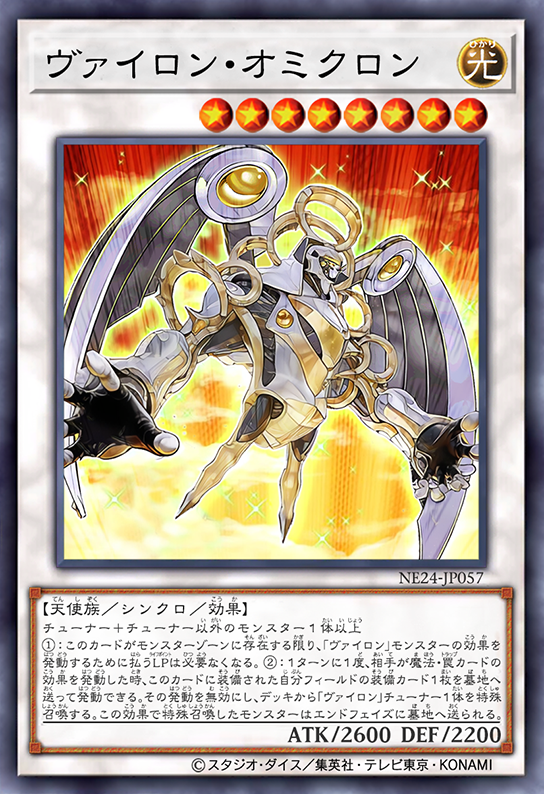 ヴァイロン・オミクロン
光
NE24-JP057
【天使族／シンクロ／効果】
チューナー＋チューナー以外のモンスター１体以上
①：このカードがモンスターゾーンに存在する限り、「ヴァイロン」モンスターの効果を
発動するために払うLPは必要なくなる。②：１ターンに１度、相手が魔法・罠カードの
効果を発動した時、このカードに装備された自分フィールドの装備カード１枚を墓地へ
送って発動できる。その発動を無効にし、デッキから「ヴァイロン」チューナー１体を特殊
召喚する。この効果で特殊召喚したモンスターはエンドフェイズに墓地へ送られる。
ATK/2600 DEF/2200
©スタジオ・ダイス／集英社・テレビ東京・KONAMI